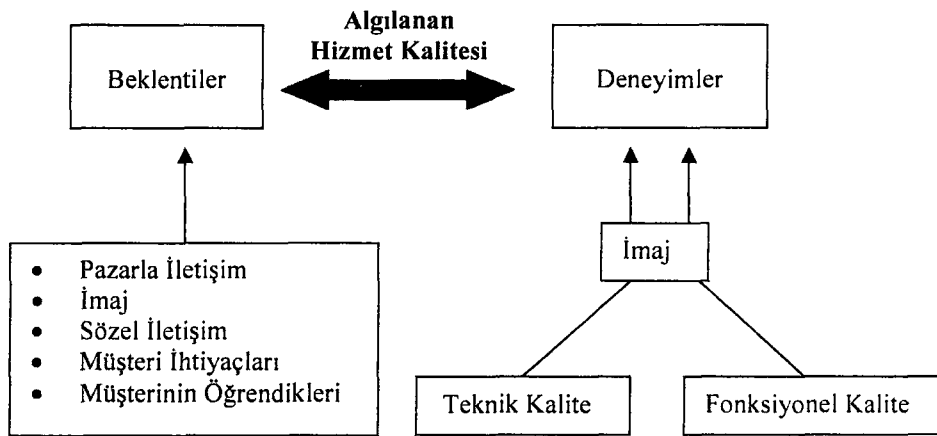 Algılanan
Hizmet Kalitesi
Beklentiler
Deneyimler
İmaj
• Pazarla İletişim
• İmaj
• Sözel İletişim
• Müşteri İhtiyaçları
• Müşterinin Öğrendikleri
Teknik Kalite
Fonksiyonel Kalite